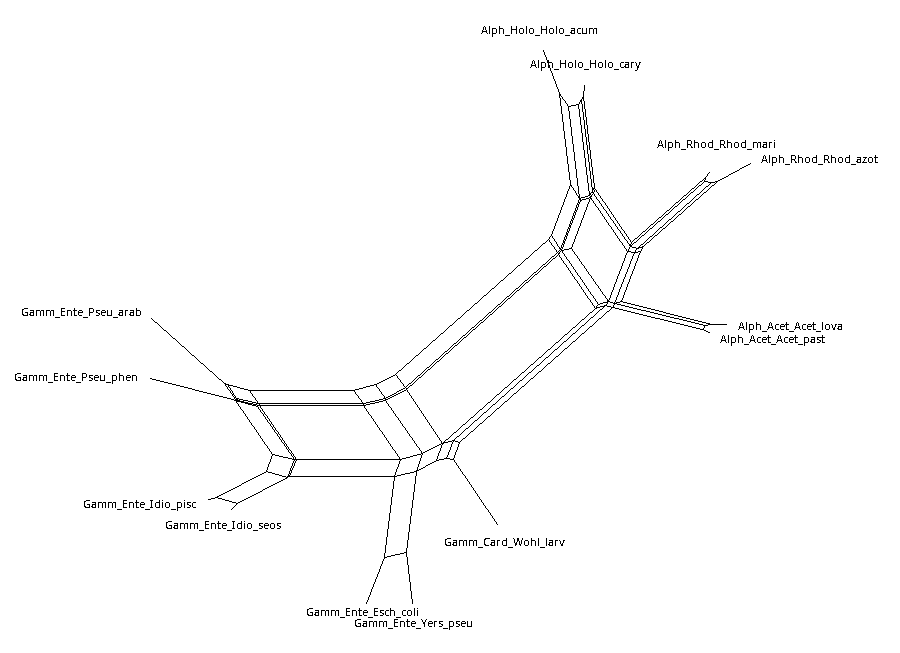 Alph_Holo_Holo_acum
Alph_Holo_Holo_cary
Alph_Rhod_Rhod_mari
Alph_Rhod_Rhod_azot
Gamm_Ente_Pseu_arab
Alph_Acet_Acet_lova
Alph_Acet_Acet_past
Gamm_Ente_Pseu_phen
Gamm_Ente_Idio_pisc
Gamm_Ente_Idio_seos
Gamm_Card_Wohl_larv
Gamm_Ente_Esch_coli
Gamm_Ente_Yers_pseu